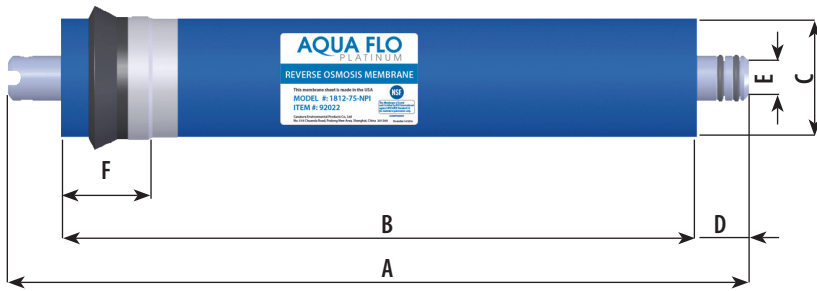 AQUA FLO
PLATINUM
REVERSE OSMOSIS MEMBRANE
This membrane sheet is made in the USA
MODEL #: 1812-75-NPI
ITEM #: 92022
NSF
E
C
F
B
D
A